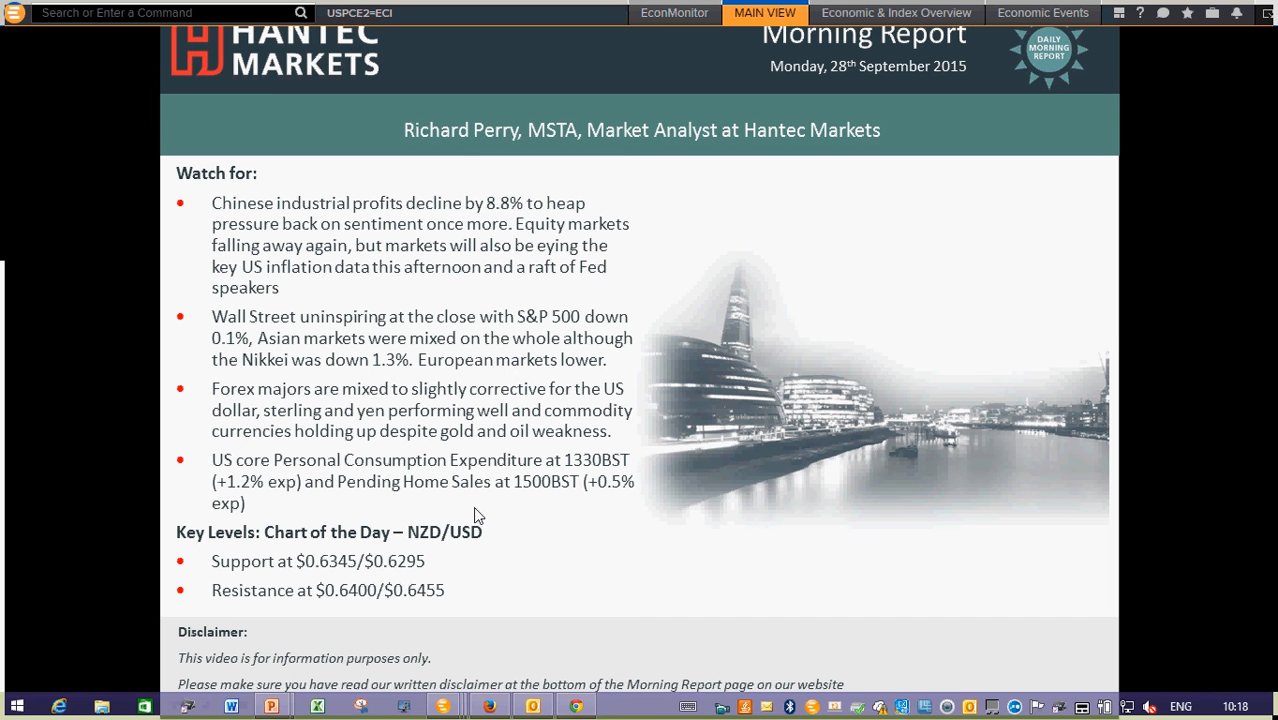 Search or Enter a Command
USPCE2=ECI
EconMonitor
MAIN VIEW
Economic & Index Overview
Economic Events
HANTEC
MARKETS
Morning Report
Monday, 28th September 2015
DAILY
MORNING
REPORT
Richard Perry, MSTA, Market Analyst at Hantec Markets
Watch for:
• Chinese industrial profits decline by 8.8% to heap
pressure back on sentiment once more. Equity markets
falling away again, but markets will also be eying the
key US inflation data this afternoon and a raft of Fed
speakers
• Wall Street uninspiring at the close with S&P 500 down
0.1%, Asian markets were mixed on the whole although
the Nikkei was down 1.3%. European markets lower.
• Forex majors are mixed to slightly corrective for the US
dollar, sterling and yen performing well and commodity
currencies holding up despite gold and oil weakness.
• US core Personal Consumption Expenditure at 1330BST
(+1.2% exp) and Pending Home Sales at 1500BST (+0.5%
exp)
Key Levels: Chart of the Day – NZD/USD
• Support at $0.6345/$0.6295
• Resistance at $0.6400/$0.6455
Disclaimer:
This video is for information purposes only.
Please make sure you have read our written disclaimer at the bottom of the Morning Report page on our website
ENG
10:18